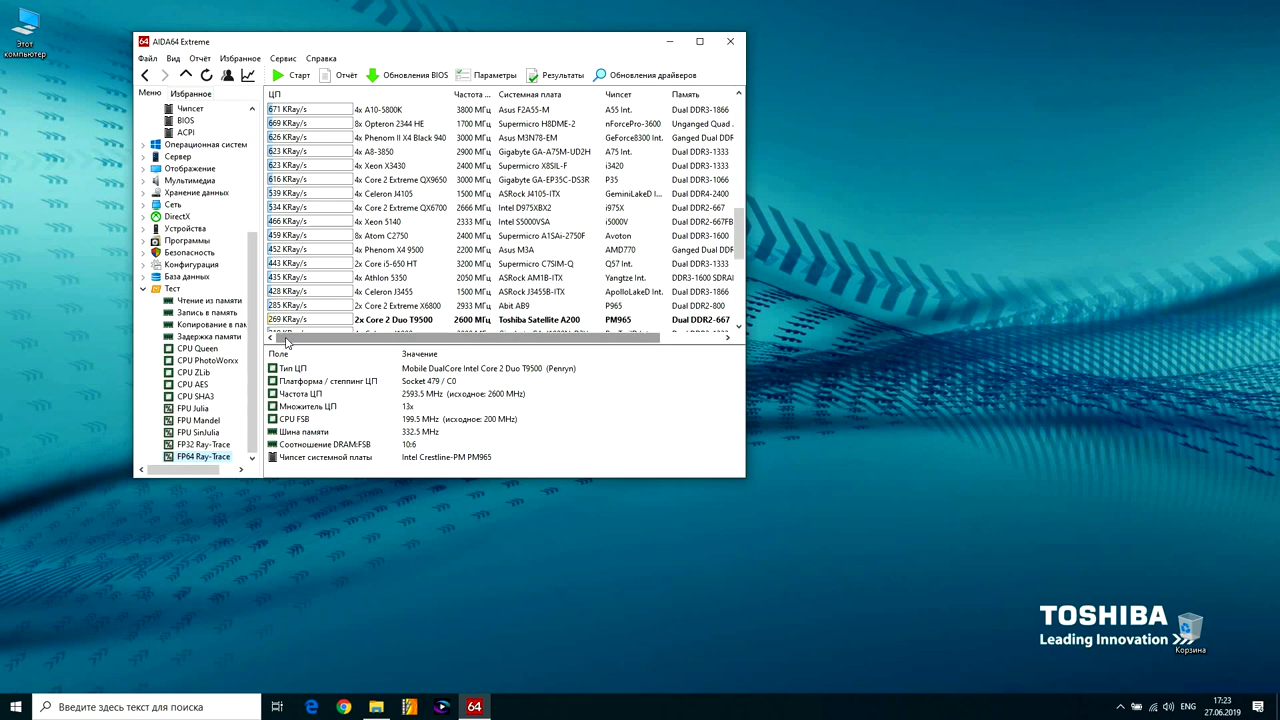 Этот
компьютер
64 AIDA64 Extreme
Файл Вид Отчёт Избранное Сервис Справка
Старт Отчёт Обновления BIOS Параметры Результаты Обновления драйверов
Меню Избранное
Чипсет
BIOS
ACPI
Операционная систем
Сервер
Отображение
Мультимедиа
Хранение данных
Сеть
DirectX
Устройства
Программы
Безопасность
Конфигурация
База данных
Тест
Чтение из памяти
Запись в память
Копирование в пам
Задержка памяти
CPU Queen
CPU PhotoWorxx
CPU ZLib
CPU AES
CPU SHA3
FPU Julia
FPU Mandel
FPU SinJulia
FP32 Ray-Trace
FP64 Ray-Trace
ЦП Частота ... Системная плата Чипсет Память
671 KRay/s 4x A10-5800K 3800 МГц Asus F2A55-M A55 Int. Dual DDR3-1866
669 KRay/s 8x Opteron 2344 HE 1700 МГц Supermicro H8DME-2 nForcePro-3600 Unganged Quad .
626 KRay/s 4x Phenom II X4 Black 940 3000 МГц Asus M3N78-EM GeForce8300 Int. Ganged Dual DDR
623 KRay/s 4x A8-3850 2900 МГц Gigabyte GA-A75M-UD2H A75 Int. Dual DDR3-1333
623 KRay/s 4x Xeon X3430 2400 МГц Supermicro X8SIL-F i3420 Dual DDR3-1333
616 KRay/s 4x Core 2 Extreme QX9650 3000 МГц Gigabyte GA-EP35C-DS3R P35 Dual DDR3-1066
539 KRay/s 4x Celeron J4105 1500 МГц ASRock J4105-ITX GeminiLakeD I... Dual DDR4-2400
534 KRay/s 4x Core 2 Extreme QX6700 2666 МГц Intel D975XBX2 i975X Dual DDR2-667
466 KRay/s 4x Xeon 5140 2333 МГц Intel S5000VSA i5000V Dual DDR2-667FB
459 KRay/s 8x Atom C2750 2400 МГц Supermicro A1SAi-2750F Avoton Dual DDR3-1600
452 KRay/s 4x Phenom X4 9500 2200 МГц Asus M3A AMD770 Ganged Dual DDR
443 KRay/s 2x Core i5-650 HT 3200 МГц Supermicro C7SIM-Q Q57 Int. Dual DDR3-1333
435 KRay/s 4x Athlon 5350 2050 МГц ASRock AM1B-ITX Yangtze Int. DDR3-1600 SDRAI
428 KRay/s 4x Celeron J3455 1500 МГц ASRock J3455B-ITX ApolloLakeD Int. Dual DDR3-1866
285 KRay/s 2x Core 2 Extreme X6800 2933 МГц Abit AB9 P965 Dual DDR2-800
269 KRay/s 2x Core 2 Duo T9500 2600 МГц Toshiba Satellite A200 PM965 Dual DDR2-667
Поле Значение
Тип ЦП Mobile DualCore Intel Core 2 Duo T9500 (Penryn)
Платформа / степпинг ЦП Socket 479 / C0
Частота ЦП 2593.5 MHz (исходное: 2600 MHz)
Множитель ЦП 13x
CPU FSB 199.5 MHz (исходное: 200 MHz)
Шина памяти 332.5 MHz
Соотношение DRAM:FSB 10:6
Чипсет системной платы Intel Crestline-PM PM965
TOSHIBA
Leading Innovation >>>
Корзина
Введите здесь текст для поиска
64
17:23
27.06.2019